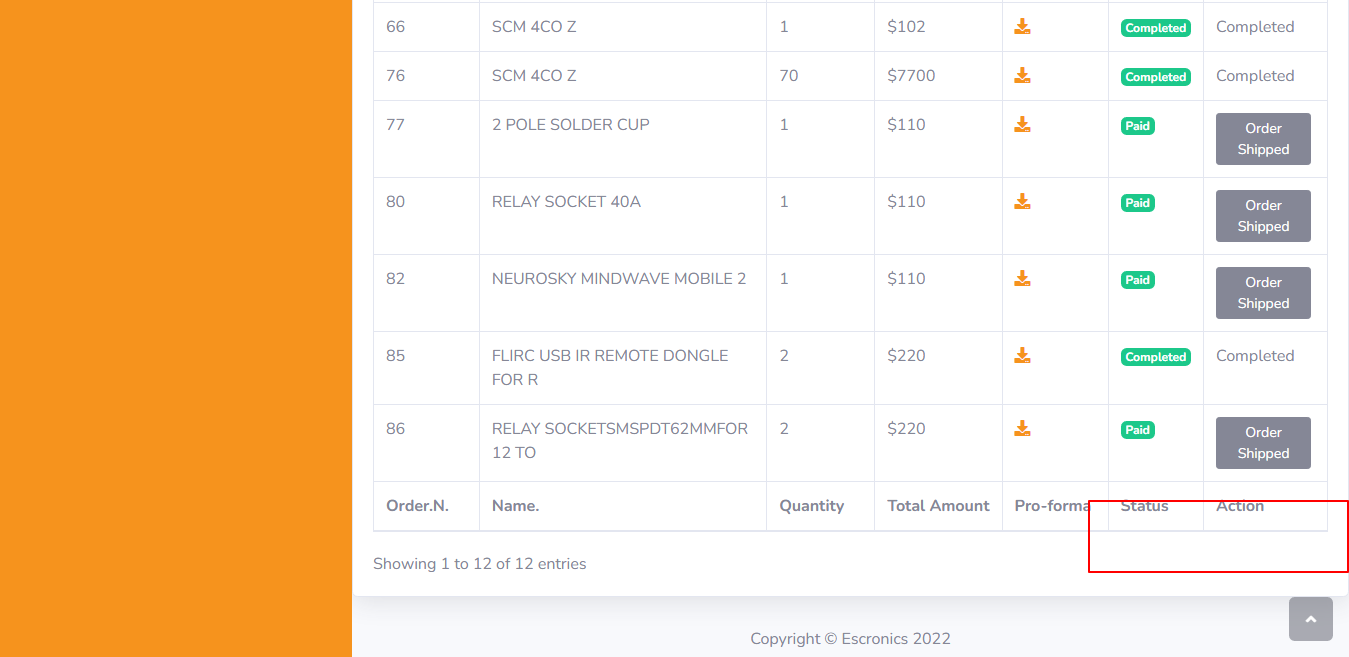 66 SCM 4CO Z 1 $102 Completed Completed
76 SCM 4CO Z 70 $7700 Completed Completed
77 2 POLE SOLDER CUP 1 $110 Paid Order
Shipped
80 RELAY SOCKET 40A 1 $110 Paid Order
Shipped
82 NEUROSKY MINDWAVE MOBILE 2 1 $110 Paid Order
Shipped
85 FLIRC USB IR REMOTE DONGLE 2 $220 Completed Completed
FOR R
86 RELAY SOCKETSMSPDT62MMFOR 2 $220 Paid Order
12 TO Shipped
Order.N. Name. Quantity Total Amount Pro-forma Status Action
Showing 1 to 12 of 12 entries
Copyright © Escronics 2022